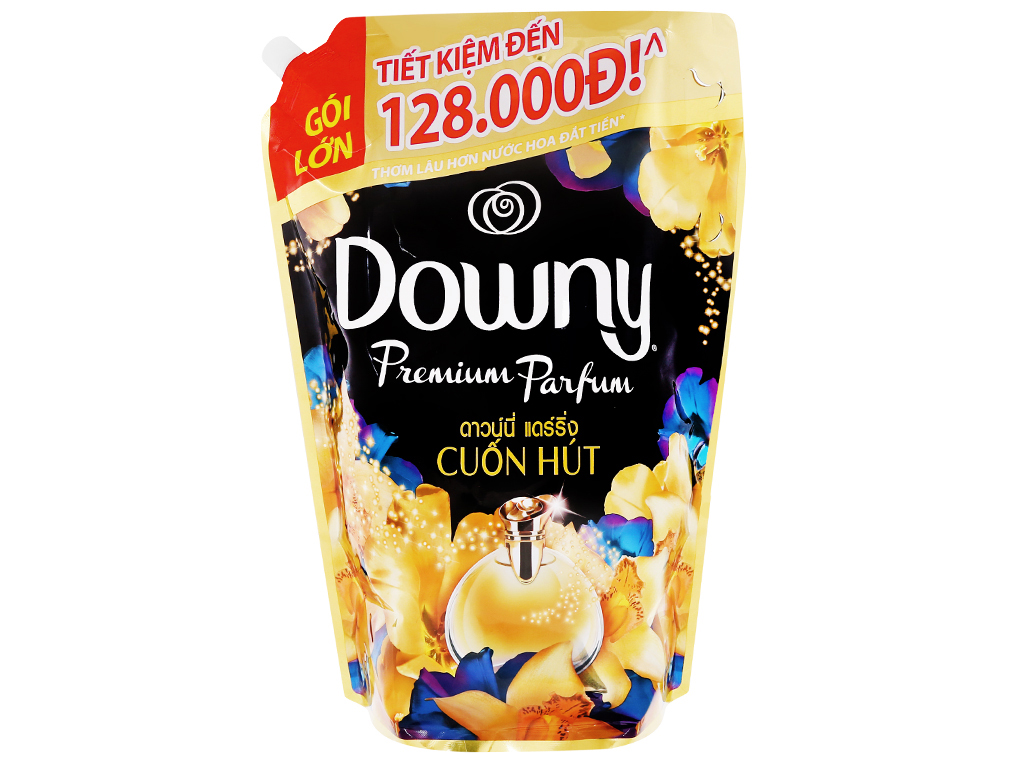 GÓI
LỚN
TIẾT KIỆM ĐẾN
128.000Đ!^
THƠM LÂU HƠN NƯỚC HOA ĐẮT TIỀN*
Downy®
Premium Parfum
ดาวน์นี่ แดร์ริ่ง
CUỐN HÚT